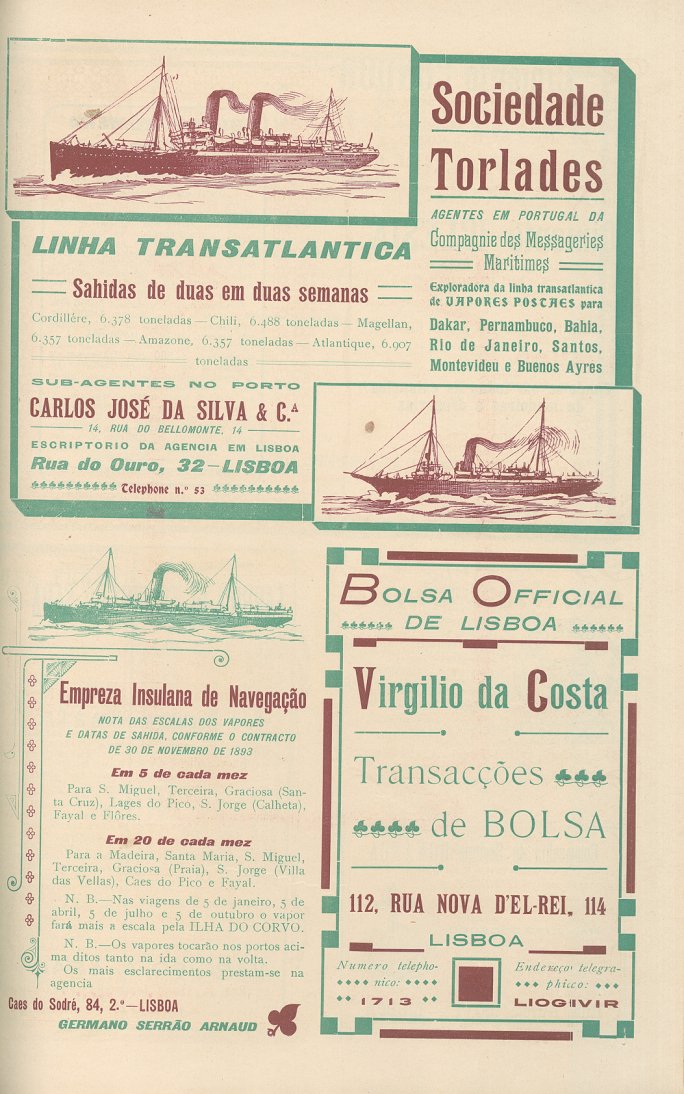 Sociedade
Torlades
AGENTES EM PORTUGAL DA
Compagnie des Messageries
Maritimes
Exploradora da linha transatlantica
de VAPORES POSTAES para
Dakar, Pernambuco, Bahia,
Rio de Janeiro, Santos,
Montevideu e Buenos Ayres
LINHA TRANSATLANTICA
Sahidas de duas em duas semanas
Cordillére, 6.378 toneladas — Chili, 6.488 toneladas — Magellan,
6.357 toneladas — Amazone, 6.357 toneladas — Atlantique, 6.907
toneladas
SUB-AGENTES NO PORTO
CARLOS JOSÉ DA SILVA & C.ª
14, RUA DO BELLOMONTE, 14
ESCRIPTORIO DA AGENCIA EM LISBOA
Rua do Ouro, 32—LISBOA
Telephone n.º 53
Empreza Insulana de Navegação
NOTA DAS ESCALAS DOS VAPORES
E DATAS DE SAHIDA, CONFORME O CONTRACTO
DE 30 DE NOVEMBRO DE 1893
Em 5 de cada mez
Para S. Miguel, Terceira, Graciosa (San-
ta Cruz), Lages do Pico, S. Jorge (Calheta),
Fayal e Flôres.
Em 20 de cada mez
Para a Madeira, Santa Maria, S. Miguel,
Terceira, Graciosa (Praia), S. Jorge (Villa
das Vellas), Caes do Pico e Fayal.
N. B.—Nas viagens de 5 de janeiro, 5 de
abril, 5 de julho e 5 de outubro o vapor
fará mais a escala pela ILHA DO CORVO.
N. B.—Os vapores tocarão nos portos aci-
ma ditos tanto na ida como na volta.
Os mais esclarecimentos prestam-se na
agencia
Caes do Sodré, 84, 2.º—LISBOA
GERMANO SERRÃO ARNAUD
BOLSA OFFICIAL
DE LISBOA
Virgilio da Costa
Transacções
de BOLSA
112, RUA NOVA D'EL-REI, 114
LISBOA
Numero telepho-
nico:
1713
Endereço telegra-
phico:
LIOGIVIR